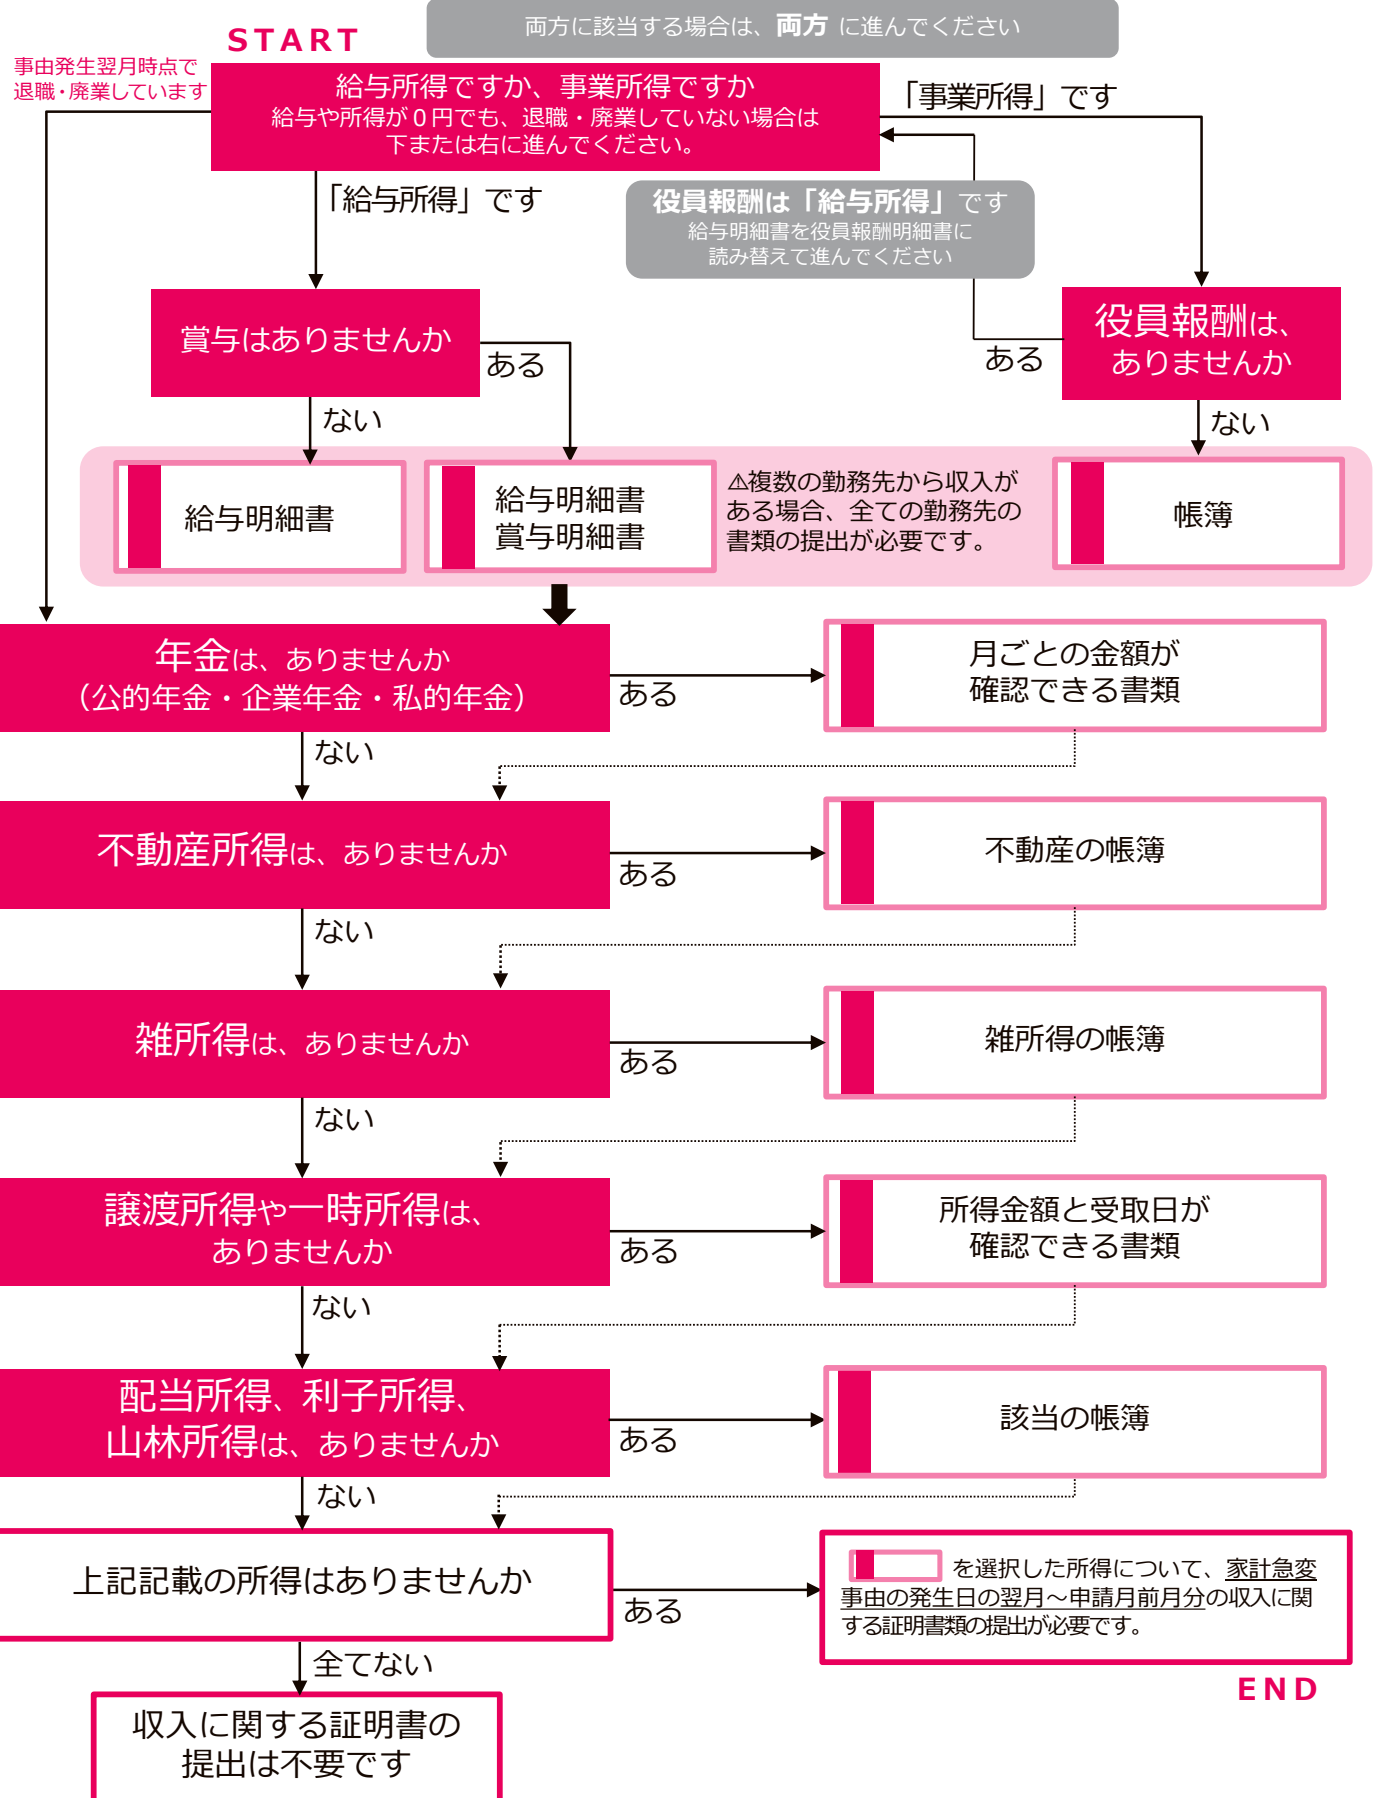 両方に該当する場合は、両方 に進んでください
START
事由発生翌月時点で
退職・廃業しています
給与所得ですか、事業所得ですか
給与や所得が０円でも、退職・廃業していない場合は
下または右に進んでください。
「事業所得」です
「給与所得」です
役員報酬は「給与所得」です
給与明細書を役員報酬明細書に
読み替えて進んでください
賞与はありませんか
ある
ない
役員報酬は、
ありませんか
ある
ない
給与明細書
給与明細書
賞与明細書
⚠複数の勤務先から収入が
ある場合、全ての勤務先の
書類の提出が必要です。
帳簿
年金は、ありませんか
（公的年金・企業年金・私的年金）
ある
月ごとの金額が
確認できる書類
ない
不動産所得は、ありませんか
ある
不動産の帳簿
ない
雑所得は、ありませんか
ある
雑所得の帳簿
ない
譲渡所得や一時所得は、
ありませんか
ある
所得金額と受取日が
確認できる書類
ない
配当所得、利子所得、
山林所得は、ありませんか
ある
該当の帳簿
ない
上記記載の所得はありませんか
ある
を選択した所得について、家計急変
事由の発生日の翌月～申請月前月分の収入に関
する証明書類の提出が必要です。
END
全てない
収入に関する証明書の
提出は不要です